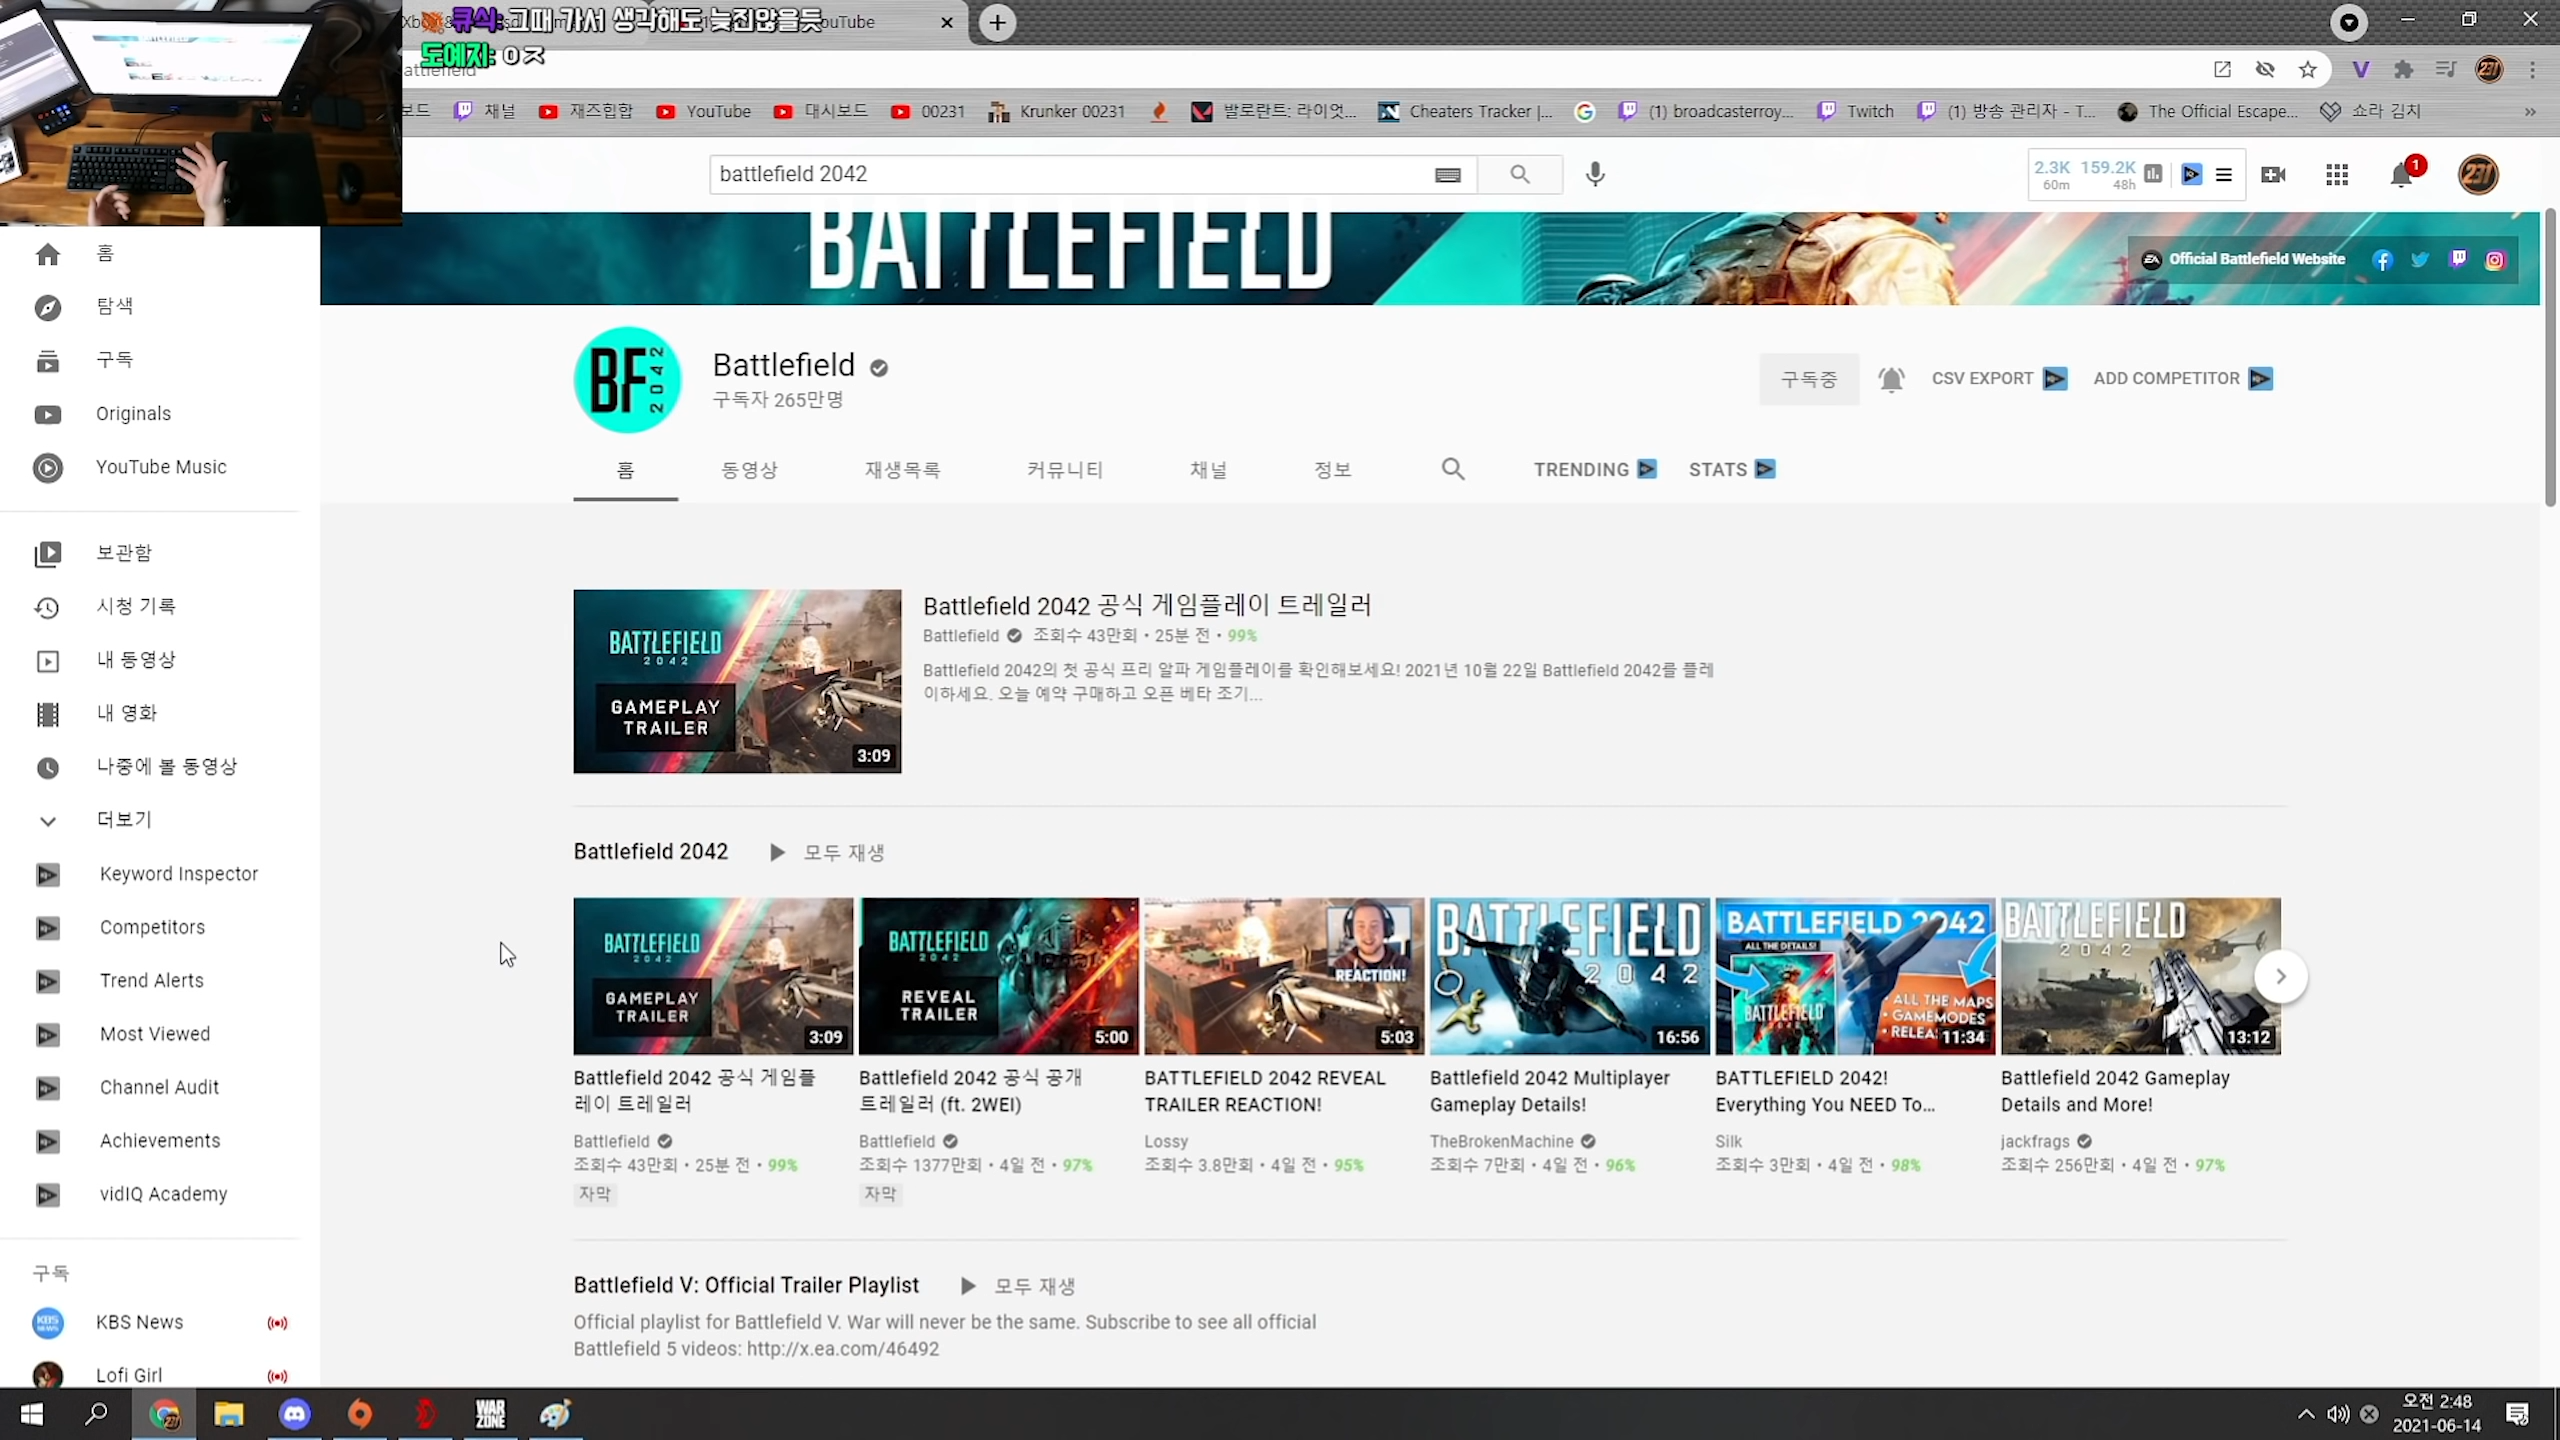 큐식: 그때 가서 생각해도 늦진않을듯
도예지: ㅇㅈ
채널
재즈힙합
YouTube
대시보드
00231
Krunker 00231
발로란트: 라이엇...
Cheaters Tracker |...
(1) broadcasterroy...
Twitch
(1) 방송 관리자 - T...
The Official Escape...
쇼라 김치
battlefield 2042
2.3K 159.2K
60m 48h
1
231
BATTLEFIELD
Official Battlefield Website
홈
탐색
구독
Originals
YouTube Music
보관함
시청 기록
내 동영상
내 영화
나중에 볼 동영상
더보기
Keyword Inspector
Competitors
Trend Alerts
Most Viewed
Channel Audit
Achievements
vidIQ Academy
구독
KBS News
Lofi Girl
BF 2042
Battlefield
구독자 265만명
구독중
CSV EXPORT
ADD COMPETITOR
홈 동영상 재생목록 커뮤니티 채널 정보 TRENDING STATS
BATTLEFIELD
2042
GAMEPLAY
TRAILER
3:09
Battlefield 2042 공식 게임플레이 트레일러
Battlefield 조회수 43만회 • 25분 전 • 99%
Battlefield 2042의 첫 공식 프리 알파 게임플레이를 확인해보세요! 2021년 10월 22일 Battlefield 2042를 플레
이하세요. 오늘 예약 구매하고 오픈 베타 조기...
Battlefield 2042 모두 재생
BATTLEFIELD
2042
GAMEPLAY
TRAILER
3:09
Battlefield 2042 공식 게임플
레이 트레일러
Battlefield
조회수 43만회 • 25분 전 • 99%
자막
BATTLEFIELD
2042
REVEAL
TRAILER
5:00
Battlefield 2042 공식 공개
트레일러 (ft. 2WEI)
Battlefield
조회수 1377만회 • 4일 전 • 97%
자막
REACTION!
5:03
BATTLEFIELD 2042 REVEAL
TRAILER REACTION!
Lossy
조회수 3.8만회 • 4일 전 • 95%
BATTLEFIELD
2042
16:56
Battlefield 2042 Multiplayer
Gameplay Details!
TheBrokenMachine
조회수 7만회 • 4일 전 • 96%
BATTLEFIELD 2042
ALL THE DETAILS!
BATTLEFIELD
• ALL THE MAPS
• GAMEMODES
• RELEA
11:34
BATTLEFIELD 2042!
Everything You NEED To...
Silk
조회수 3만회 • 4일 전 • 98%
BATTLEFIELD
2042
13:12
Battlefield 2042 Gameplay
Details and More!
jackfrags
조회수 256만회 • 4일 전 • 97%
Battlefield V: Official Trailer Playlist 모두 재생
Official playlist for Battlefield V. War will never be the same. Subscribe to see all official
Battlefield 5 videos: http://x.ea.com/46492
WAR
ZONE
오전 2:48
2021-06-14